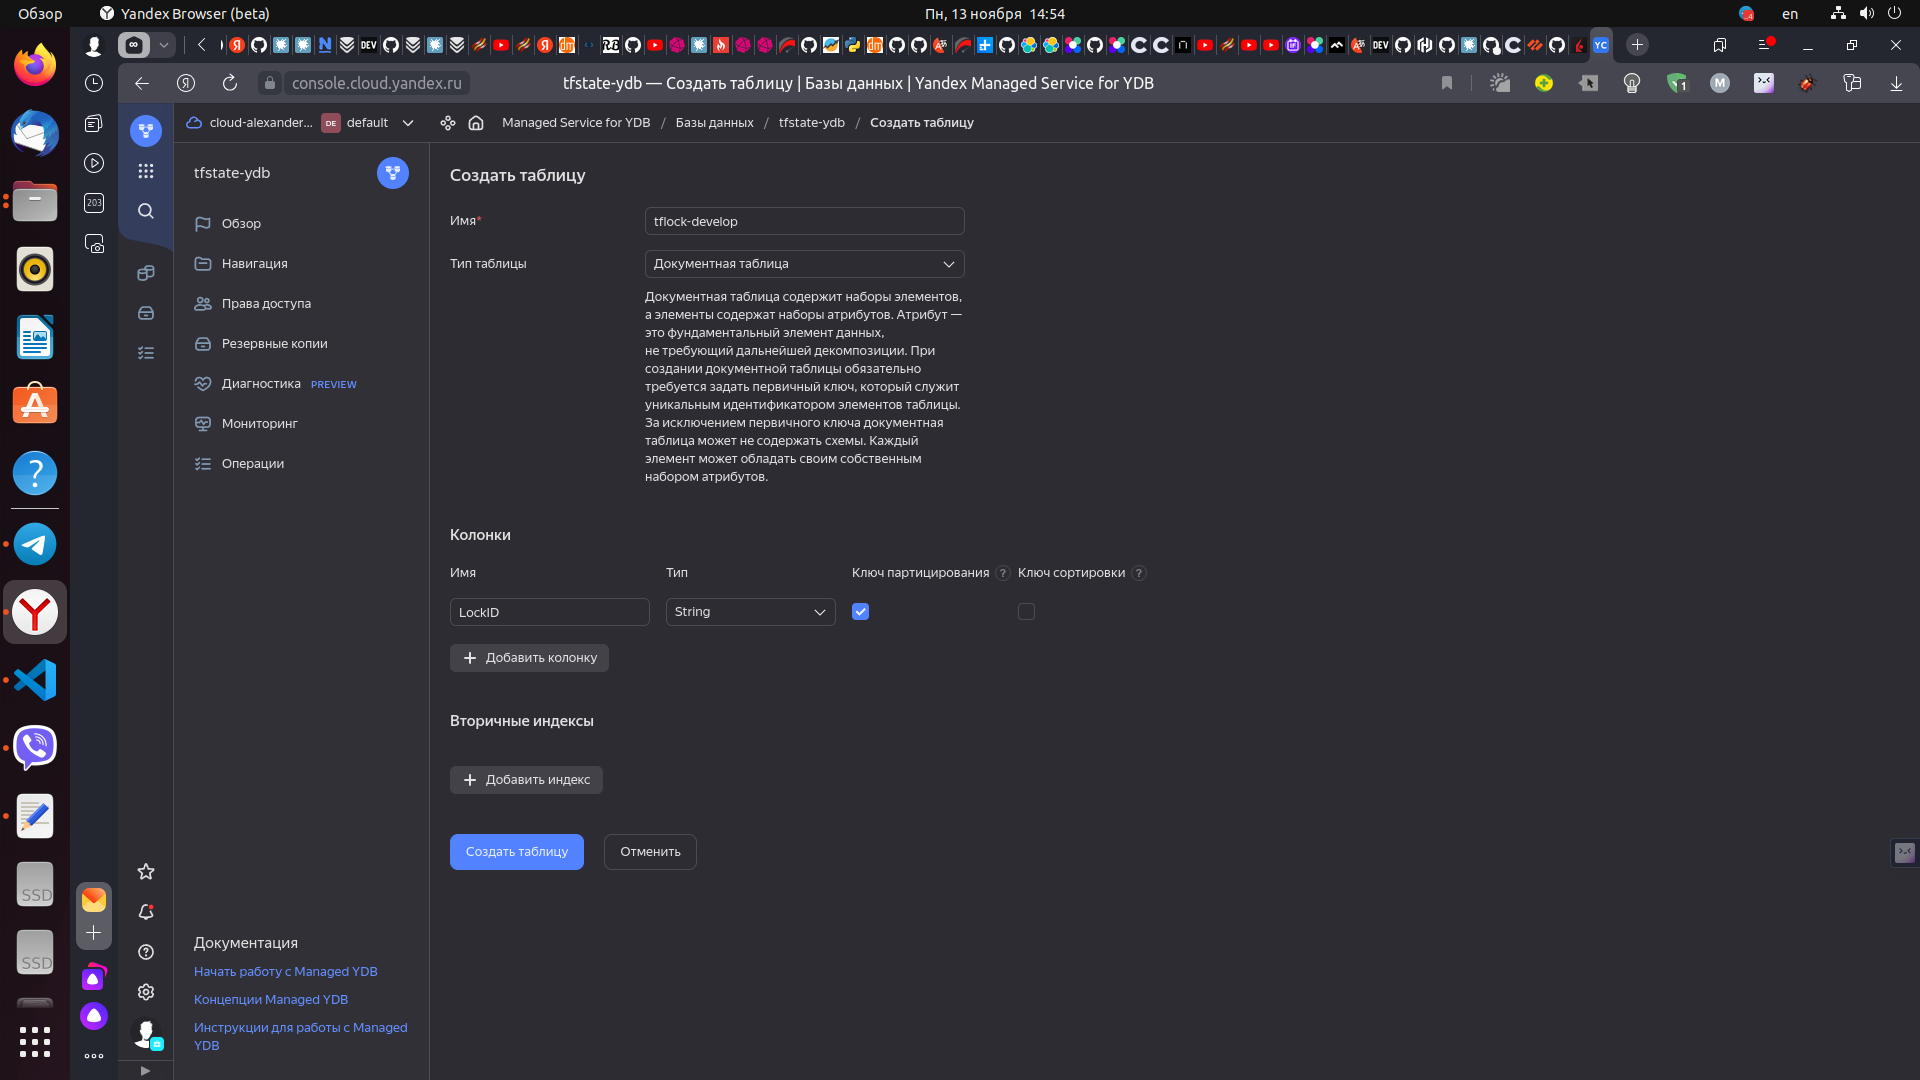 Обзор
Yandex Browser (beta)
Пн, 13 ноября 14:54
en
console.cloud.yandex.ru
tfstate-ydb — Создать таблицу | Базы данных | Yandex Managed Service for YDB
cloud-alexander...
DE
default
Managed Service for YDB / Базы данных / tfstate-ydb / Создать таблицу
tfstate-ydb
Обзор
Навигация
Права доступа
Резервные копии
Диагностика PREVIEW
Мониторинг
Операции
Документация
Начать работу с Managed YDB
Концепции Managed YDB
Инструкции для работы с Managed
YDB
Создать таблицу
Имя*
tflock-develop
Тип таблицы
Документная таблица
Документная таблица содержит наборы элементов,
а элементы содержат наборы атрибутов. Атрибут —
это фундаментальный элемент данных,
не требующий дальнейшей декомпозиции. При
создании документной таблицы обязательно
требуется задать первичный ключ, который служит
уникальным идентификатором элементов таблицы.
За исключением первичного ключа документная
таблица может не содержать схемы. Каждый
элемент может обладать своим собственным
набором атрибутов.
Колонки
Имя
Тип
Ключ партицирования ?
Ключ сортировки ?
LockID
String
Добавить колонку
Вторичные индексы
Добавить индекс
Создать таблицу
Отменить
203
SSD
SSD